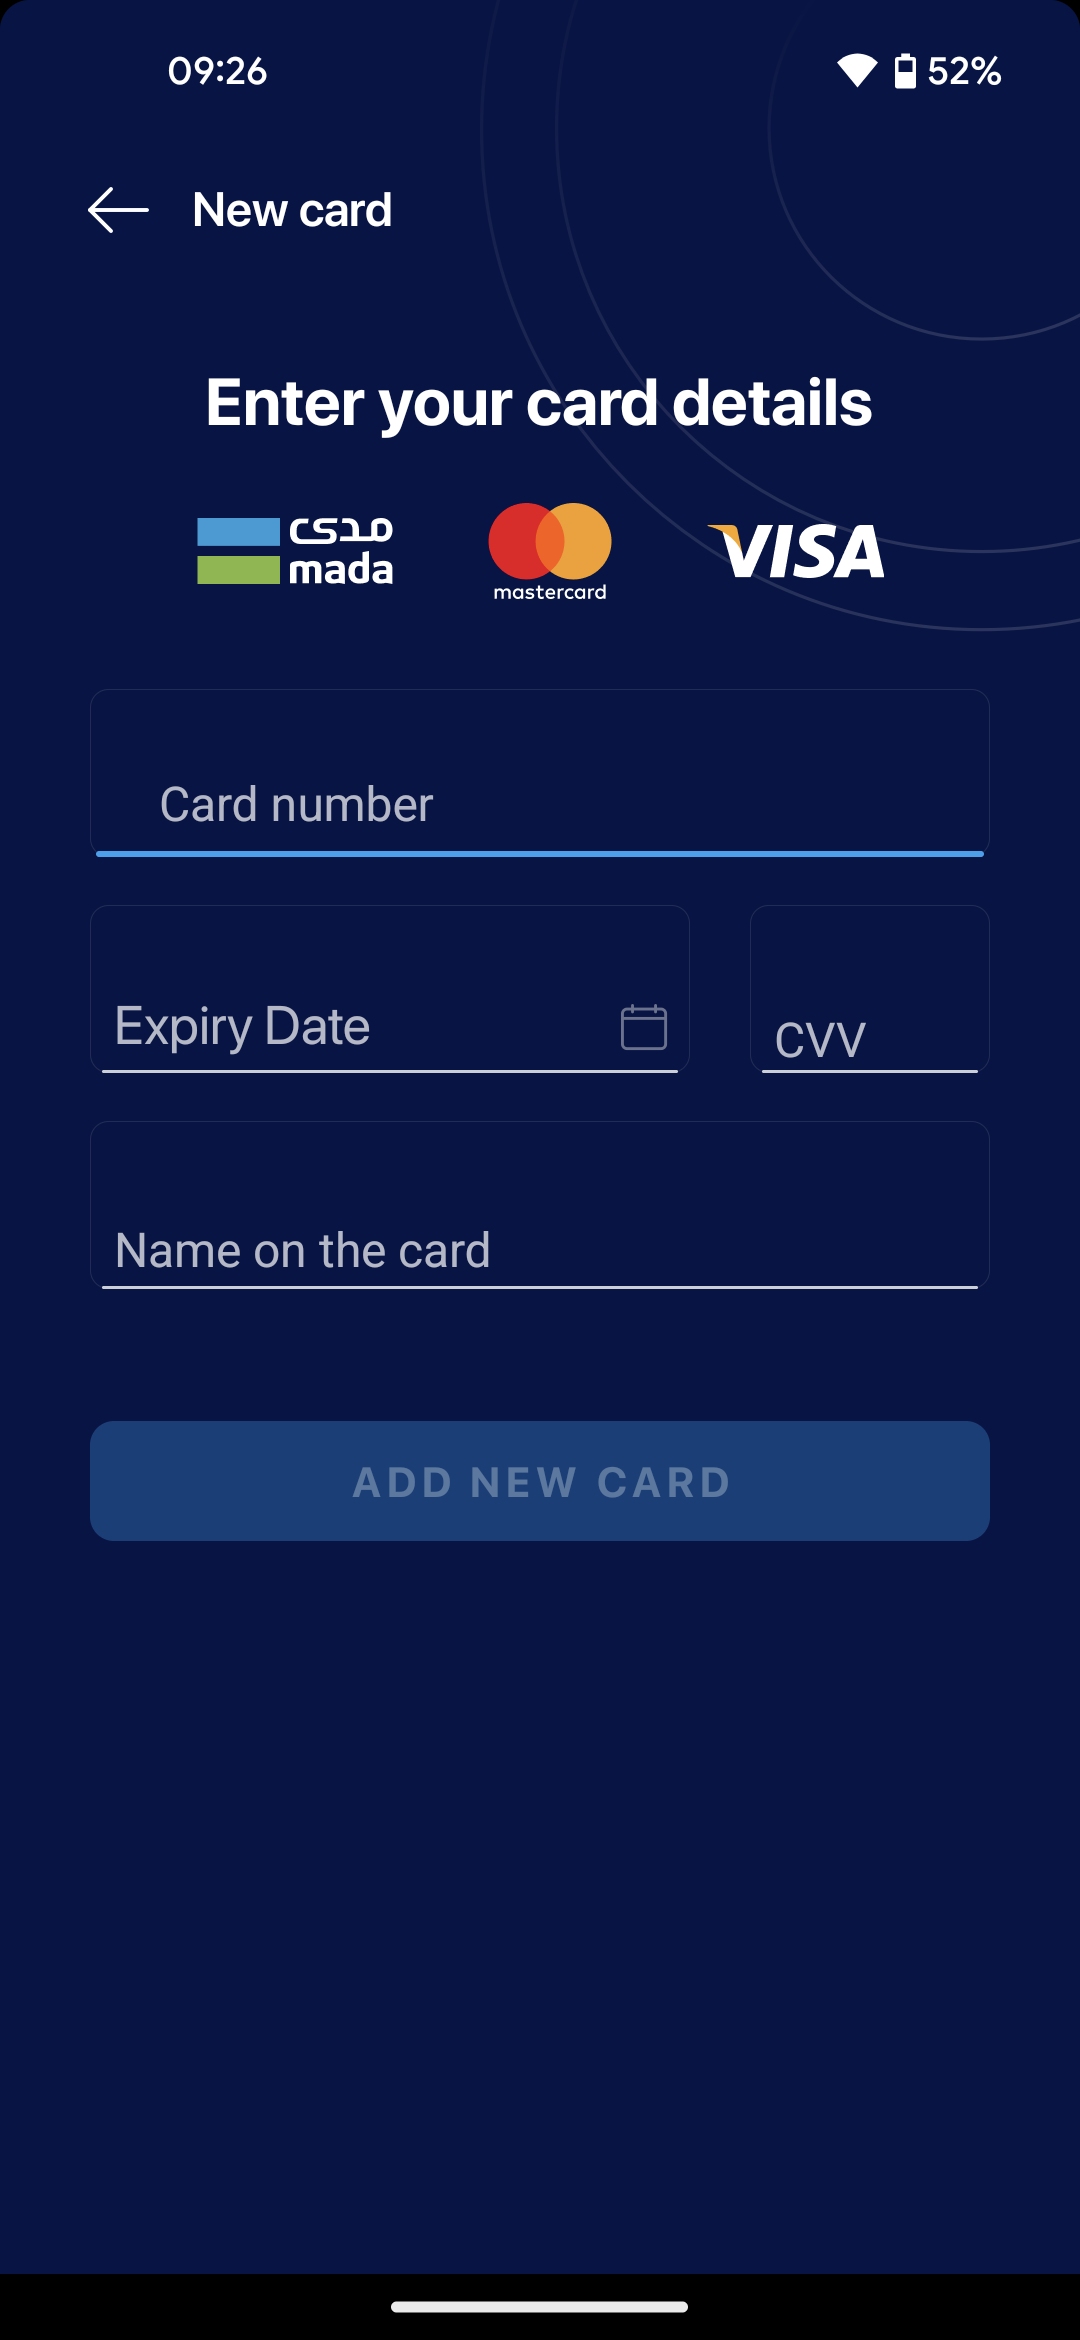 09:26
52%
New card
Enter your card details
مدى
mada
mastercard
VISA
Card number
Expiry Date
CVV
Name on the card
ADD NEW CARD